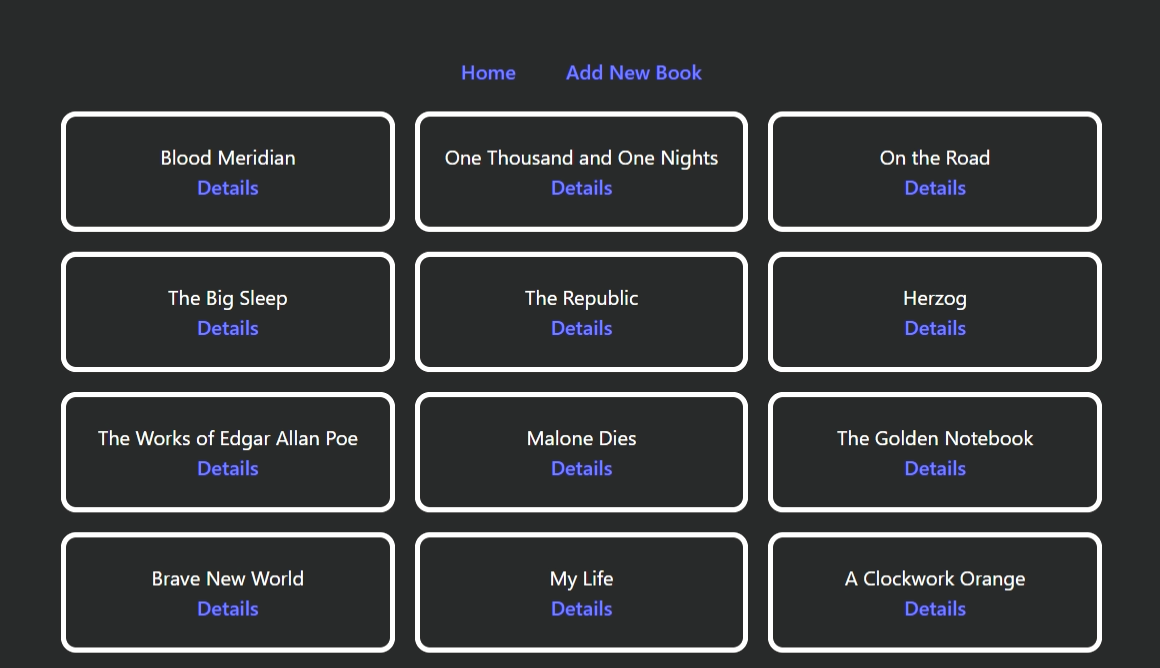 Home Add New Book
Blood Meridian
Details
One Thousand and One Nights
Details
On the Road
Details
The Big Sleep
Details
The Republic
Details
Herzog
Details
The Works of Edgar Allan Poe
Details
Malone Dies
Details
The Golden Notebook
Details
Brave New World
Details
My Life
Details
A Clockwork Orange
Details